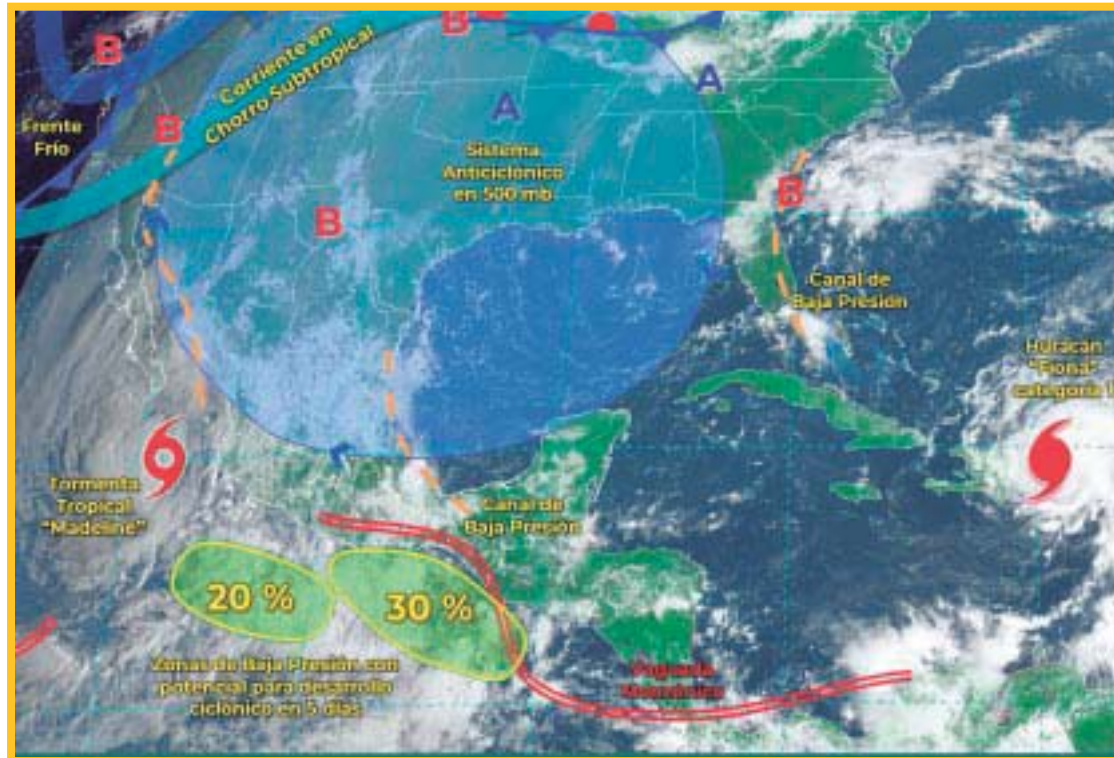 B
B
Corriente en
Chorro Subtropical
Frente
Frío
B
A
A
Sistema
Anticiclónico
en 500 mb
B
B
Canal de
Baja Presión
Huracán
"Fiona"
categoría I
Tormenta
Tropical
"Madeline"
Canal de
Baja Presión
20 %
30 %
Zonas de Baja Presión con
potencial para desarrollo
ciclónico en 5 días
Vaguada
Monzónica